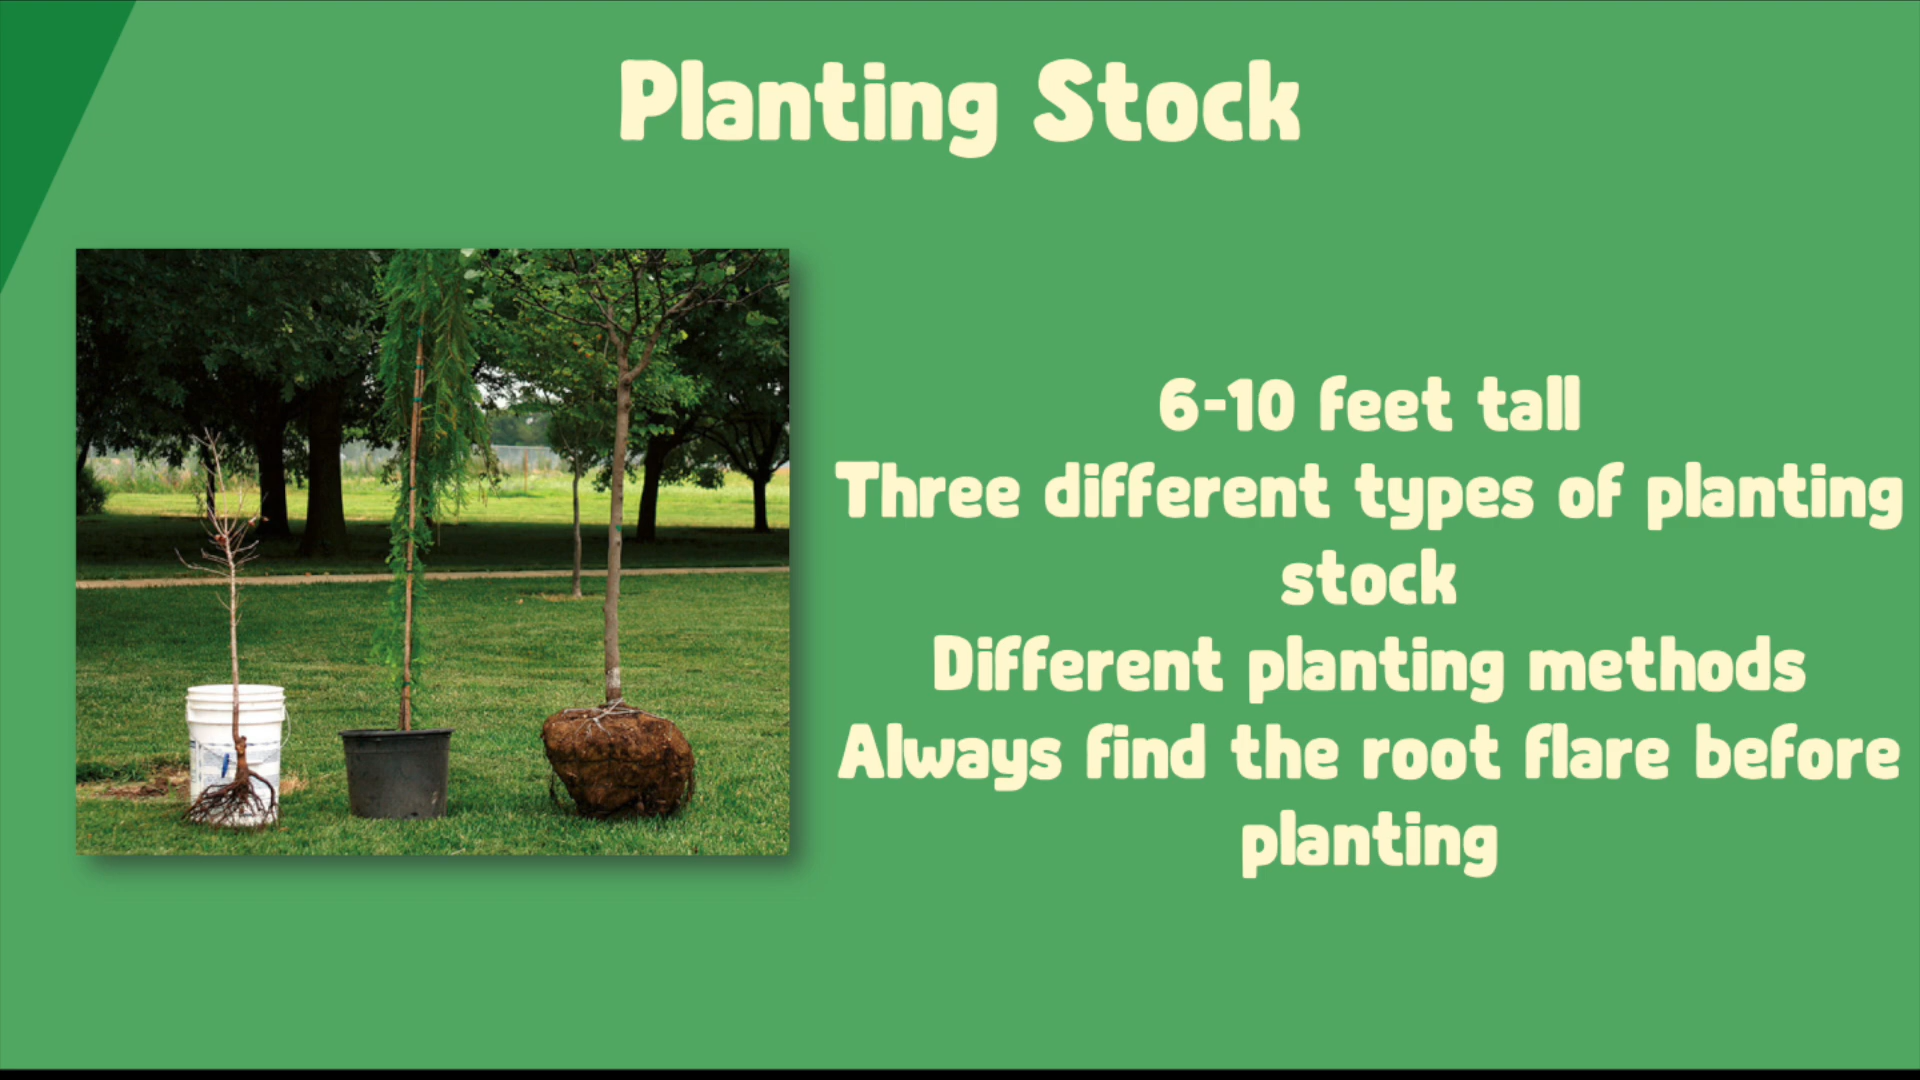 Planting Stock
6-10 feet tall
Three different types of planting
stock
Different planting methods
Always find the root flare before
planting